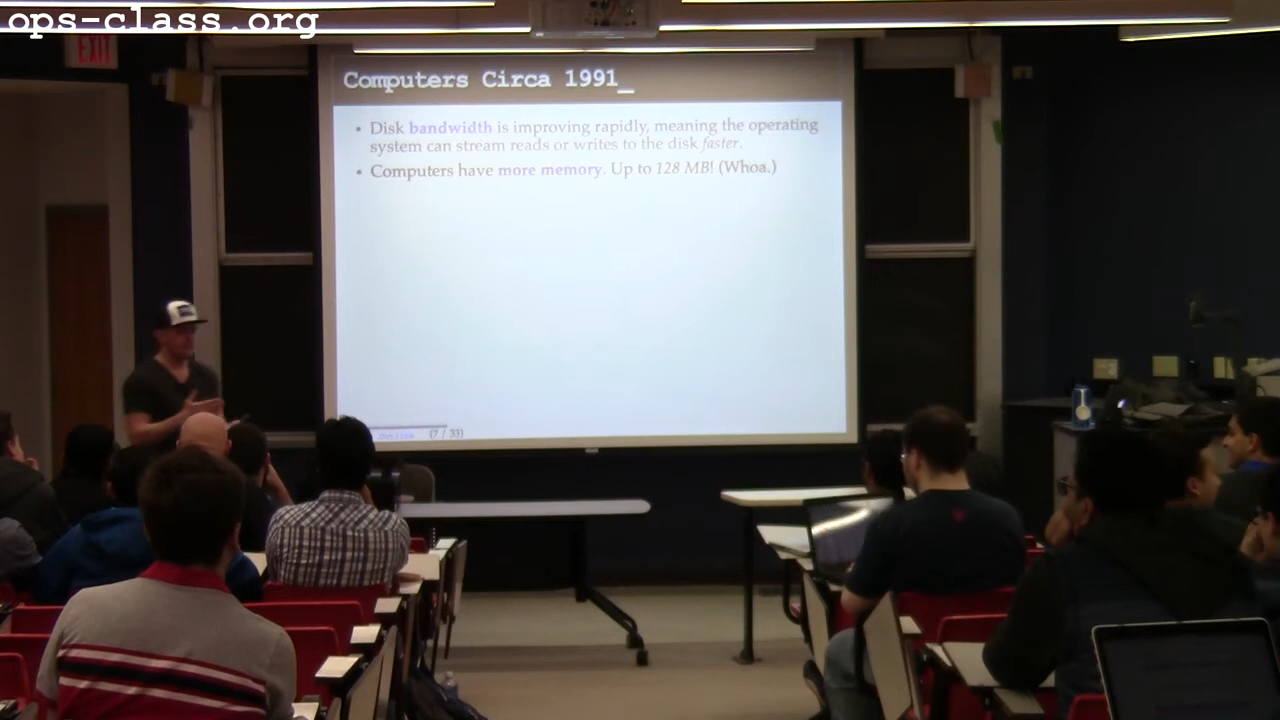 ops-class.org
EXIT
Computers Circa 1991_
• Disk bandwidth is improving rapidly, meaning the operating
system can stream reads or writes to the disk faster.
• Computers have more memory. Up to 128 MB! (Whoa.)
(7 / 33)